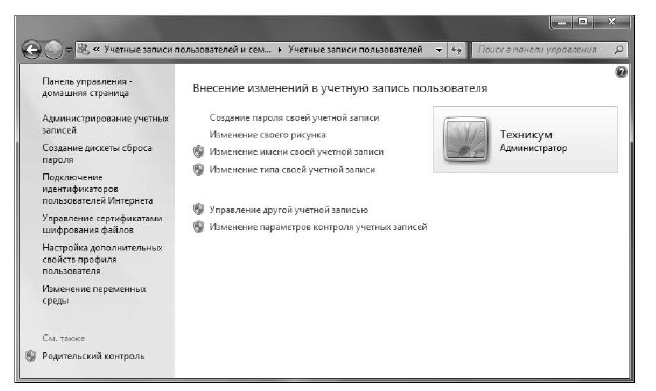 « Учетные записи пользователей и сем... ▸ Учетные записи пользователей
Поиск в панели управления
Панель управления -
домашняя страница
Администрирование учетных
записей
Создание дискеты сброса
пароля
Подключение
идентификаторов
пользователей Интернета
Управление сертификатами
шифрования файлов
Настройка дополнительных
свойств профиля
пользователя
Изменение переменных
среды
См. также
Родительский контроль
Внесение изменений в учетную запись пользователя
Создание пароля своей учетной записи
Изменение своего рисунка
Изменение имени своей учетной записи
Изменение типа своей учетной записи
Управление другой учетной записью
Изменение параметров контроля учетных записей
Техникум
Администратор